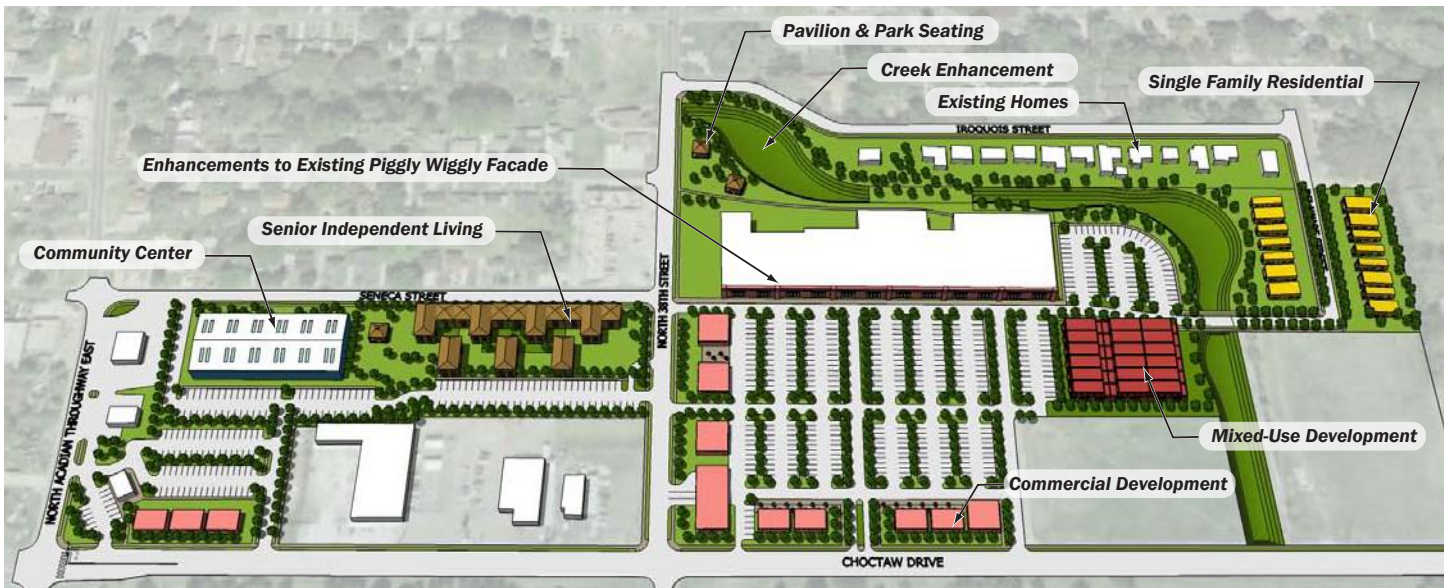 Pavilion & Park Seating
Creek Enhancement
Single Family Residential
Existing Homes
IROQUOIS STREET
Enhancements to Existing Piggly Wiggly Facade
Senior Independent Living
Community Center
SENECA STREET
NORTH 38TH STREET
NORTH ACADIAN THROUGHWAY EAST
Mixed-Use Development
Commercial Development
CHOCTAW DRIVE